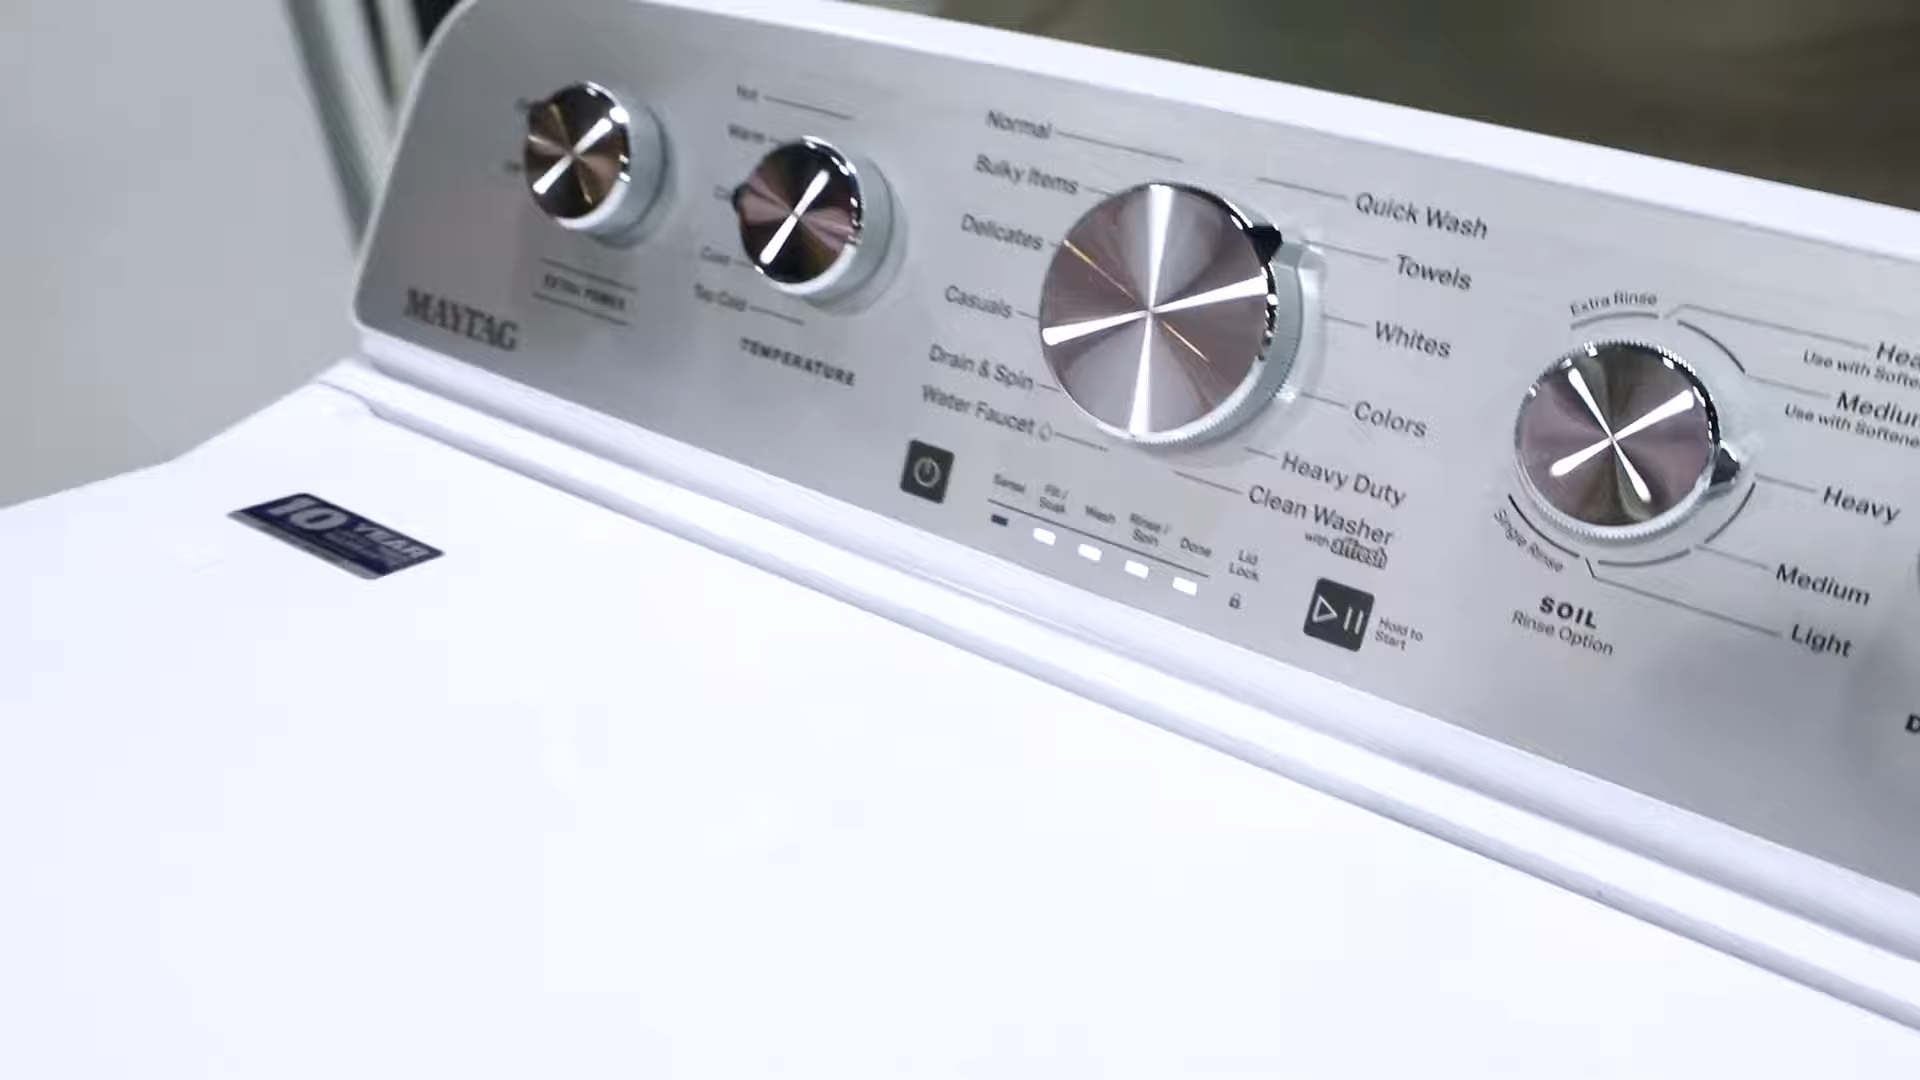 MAYTAG
EXTRA POWER
Hot
Warm
Cold
Tap Cold
TEMPERATURE
Normal
Bulky Items
Delicates
Casuals
Drain & Spin
Water Faucet
Quick Wash
Towels
Whites
Colors
Heavy Duty
Clean Washer
with affresh
Sense
Fill /
Soak
Wash
Rinse /
Spin
Done
Lid
Lock
Hold to
Start
Extra Rinse
Use with
Medium
Use with
Heavy
Medium
Light
Single Rinse
SOIL
Rinse Option
10 YEAR